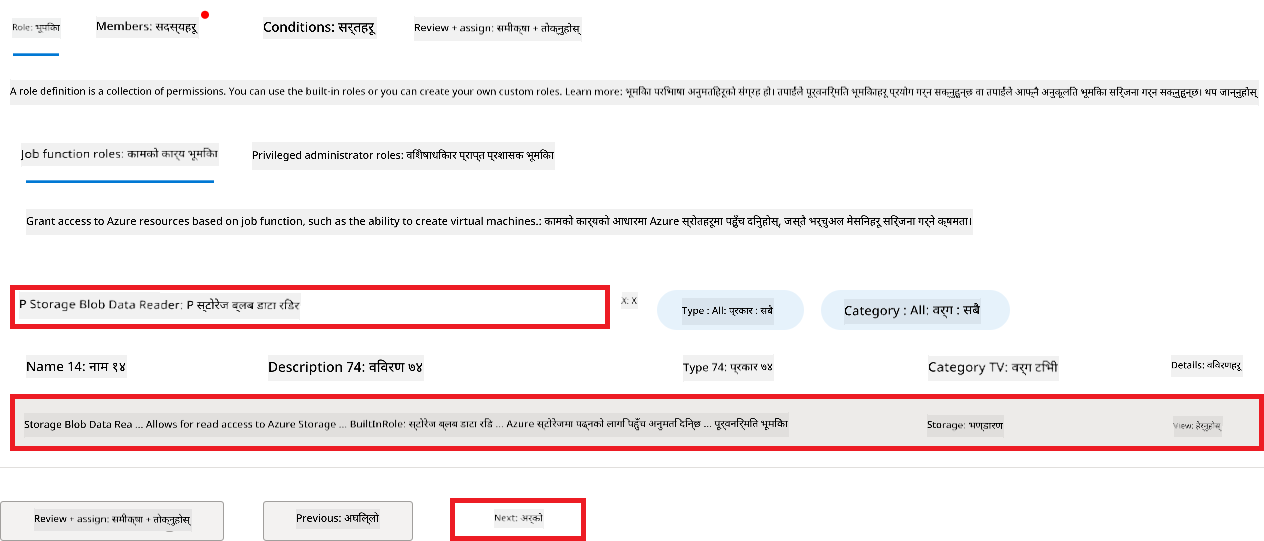 Role: भूमिका
Members: सदस्यहरू
Conditions: सर्तहरू
Review + assign: समीक्षा + तोक्नुहोस्
A role definition is a collection of permissions. You can use the built-in roles or you can create your own custom roles. Learn more: भूमिका परिभाषा अनुमतिहरूको संग्रह हो। तपाईंले पूर्वनिर्मित भूमिकाहरू प्रयोग गर्न सक्नुहुन्छ वा तपाईंले आफ्नै अनुकूलित भूमिका सिर्जना गर्न सक्नुहुन्छ। थप जान्नुहोस्
Job function roles: कामको कार्य भूमिका
Privileged administrator roles: विशेषाधिकार प्राप्त प्रशासक भूमिका
Grant access to Azure resources based on job function, such as the ability to create virtual machines.: कामको कार्यको आधारमा Azure स्रोतहरूमा पहुँच दिनुहोस्, जस्तै भर्चुअल मेसिनहरू सिर्जना गर्ने क्षमता।
P Storage Blob Data Reader: P स्टोरेज ब्लब डाटा रिडर
X: X
Type : All: प्रकार : सबै
Category : All: वर्ग : सबै
Name 14: नाम १४
Description 74: विवरण ७४
Type 74: प्रकार ७४
Category TV: वर्ग टिभी
Details: विवरणहरू
Storage Blob Data Rea ... Allows for read access to Azure Storage ... BuiltInRole: स्टोरेज ब्लब डाटा रिड ... Azure स्टोरेजमा पढ्नको लागि पहुँच अनुमति दिन्छ ... पूर्वनिर्मित भूमिका
Storage: भण्डारण
View: हेर्नुहोस्
Review + assign: समीक्षा + तोक्नुहोस्
Previous: अघिल्लो
Next: अर्को